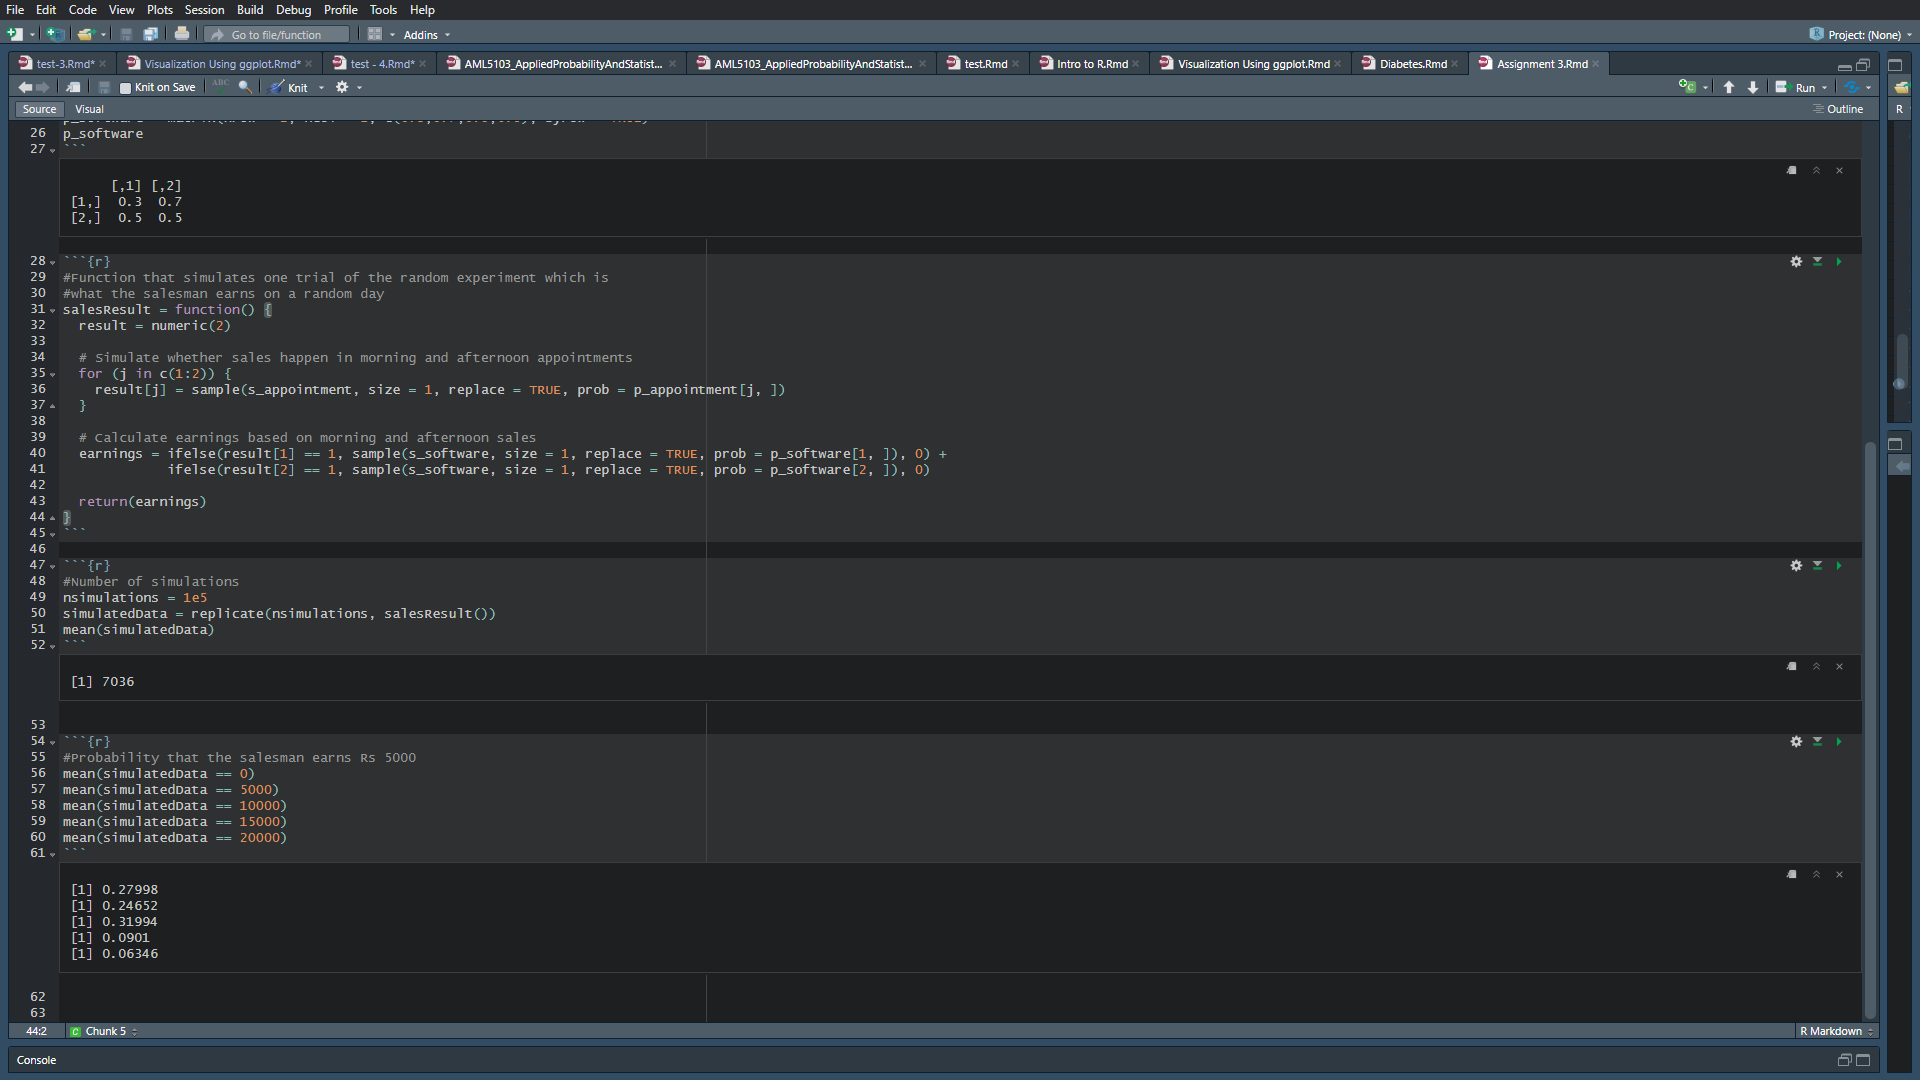 File Edit Code View Plots Session Build Debug Profile Tools Help
Go to file/function Addins Project: (None)
test-3.Rmd* Visualization Using ggplot.Rmd* test - 4.Rmd* AML5103_AppliedProbabilityAndStatist... AML5103_AppliedProbabilityAndStatist... test.Rmd Intro to R.Rmd Visualization Using ggplot.Rmd Diabetes.Rmd Assignment 3.Rmd
Knit on Save ABC Knit Run
Source Visual Outline R
26 p_software
27 ```
[,1] [,2]
[1,] 0.3 0.7
[2,] 0.5 0.5
28 ```{r}
29 #Function that simulates one trial of the random experiment which is
30 #what the salesman earns on a random day
31 salesResult = function() {
32 result = numeric(2)
33
34 # Simulate whether sales happen in morning and afternoon appointments
35 for (j in c(1:2)) {
36 result[j] = sample(s_appointment, size = 1, replace = TRUE, prob = p_appointment[j, ])
37 }
38
39 # Calculate earnings based on morning and afternoon sales
40 earnings = ifelse(result[1] == 1, sample(s_software, size = 1, replace = TRUE, prob = p_software[1, ]), 0) +
41 ifelse(result[2] == 1, sample(s_software, size = 1, replace = TRUE, prob = p_software[2, ]), 0)
42
43 return(earnings)
44 }
45 ```
46
47 ```{r}
48 #Number of simulations
49 nsimulations = 1e5
50 simulatedData = replicate(nsimulations, salesResult())
51 mean(simulatedData)
52 ```
[1] 7036
53
54 ```{r}
55 #Probability that the salesman earns Rs 5000
56 mean(simulatedData == 0)
57 mean(simulatedData == 5000)
58 mean(simulatedData == 10000)
59 mean(simulatedData == 15000)
60 mean(simulatedData == 20000)
61 ```
[1] 0.27998
[1] 0.24652
[1] 0.31994
[1] 0.0901
[1] 0.06346
62
63
44:2 Chunk 5 R Markdown
Console